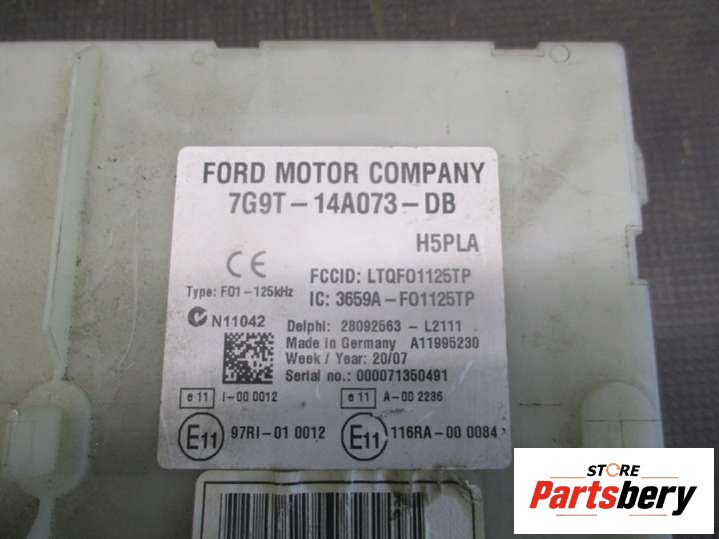 FORD MOTOR COMPANY
7G9T-14A073-DB
H5PLA
CE
FCCID: LTQFO1125TP
Type: F01-125kHz
IC: 3659A-FO1125TP
N11042
Delphi: 28092563 - L2111
Made in Germany A11995230
Week / Year: 20/07
Serial no.: 000071350491
e 11 I-00 0012
e 11 A-00 2236
E11 97RI-01 0012
E11 116RA-00 0084
STORE
Partsbery